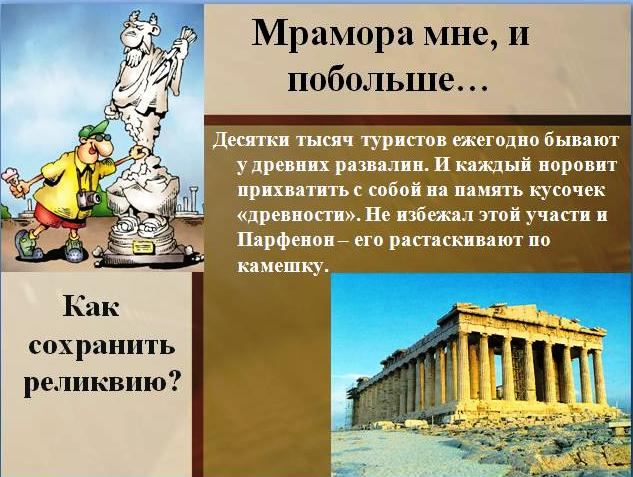 Мрамора мне, и
побольше…
Десятки тысяч туристов ежегодно бывают
у древних развалин. И каждый норовит
прихватить с собой на память кусочек
«древности». Не избежал этой участи и
Парфенон – его растаскивают по
камешку.
Как
сохранить
реликвию?